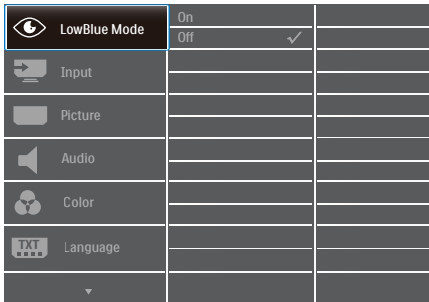 LowBlue Mode
On
Off
Input
Picture
Audio
Color
TXT
Language